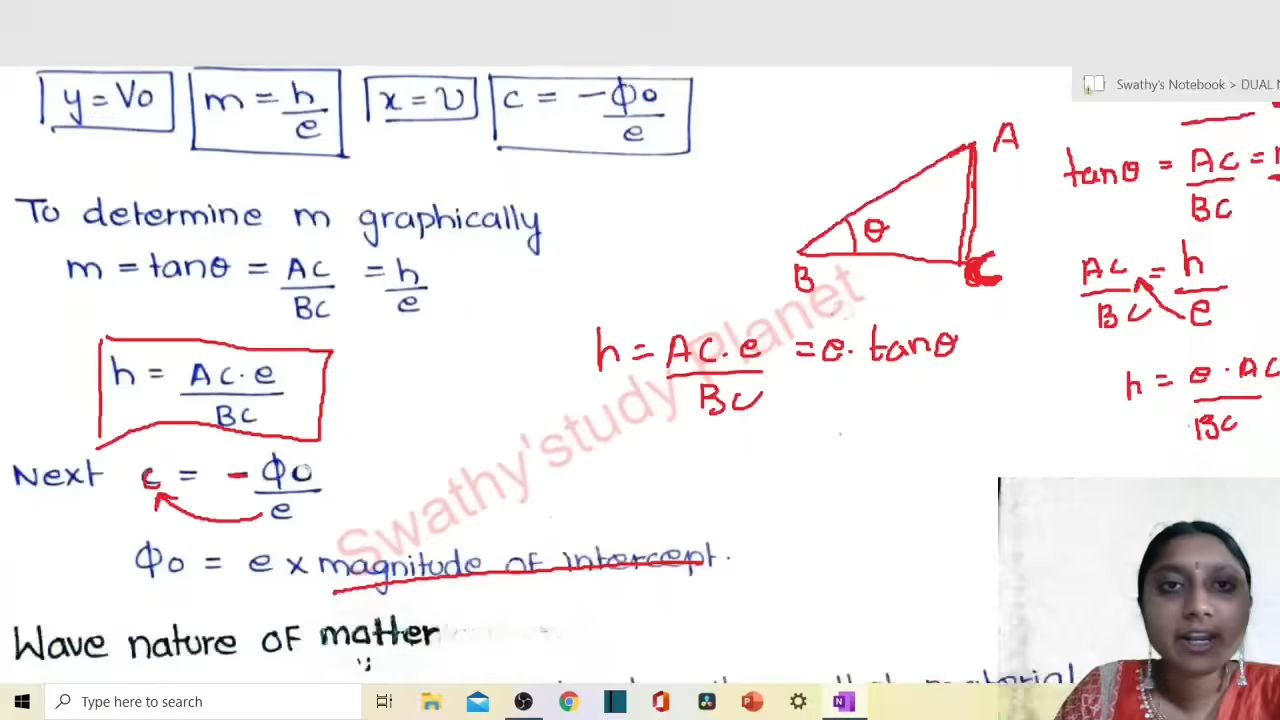 Swathy's Notebook > DUAL N
y = V0 m = h/e x = υ c = -ϕ0/e
To determine m graphically
m = tanθ = AC/BC = h/e
h = AC·e/BC
Next c = -ϕ0/e
ϕ0 = e x magnitude of intercept.
Wave nature of matter
A
θ
B
C
h = AC·e/BC = e·tanθ
tanθ = AC/BC =
AC/BC = h/e
h = e·AC/BC
Swathy'study Planet
Type here to search